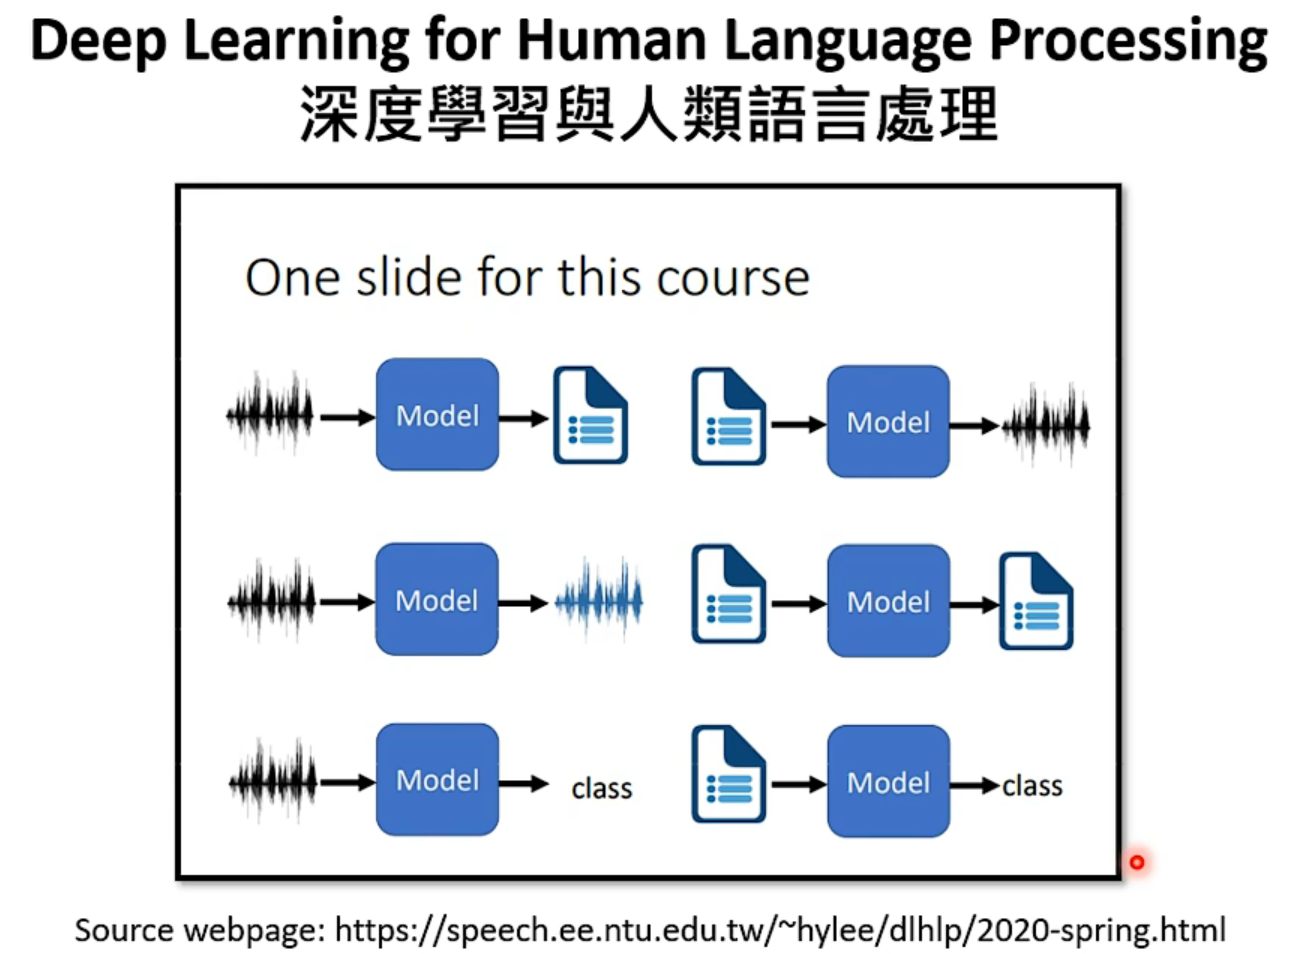 Deep Learning for Human Language Processing
深度學習與人類語言處理
One slide for this course
Model
Model
Model
Model
Model
class
Model
class
Source webpage: https://speech.ee.ntu.edu.tw/~hylee/dlhlp/2020-spring.html